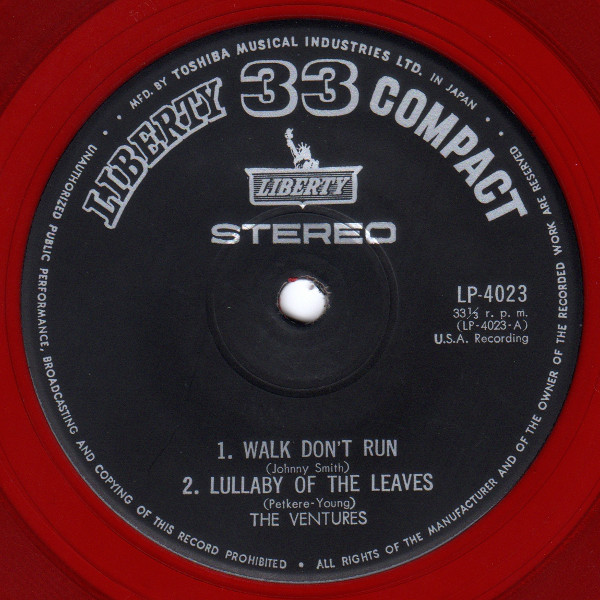 • MFD. BY TOSHIBA MUSICAL INDUSTRIES LTD. IN JAPAN •
LIBERTY 33 COMPACT
LIBERTY
STEREO
LP-4023
33⅓ r. p. m.
(LP-4023-A)
U.S.A. Recording
1. WALK DON'T RUN
(Johnny Smith)
2. LULLABY OF THE LEAVES
(Petkere-Young)
THE VENTURES
UNAUTHORIZED PUBLIC PERFORMANCE, BROADCASTING AND COPYING OF THIS RECORD PROHIBITED • ALL RIGHTS OF THE MANUFACTURER AND OF THE OWNER OF THE RECORDED WORK ARE RESERVED